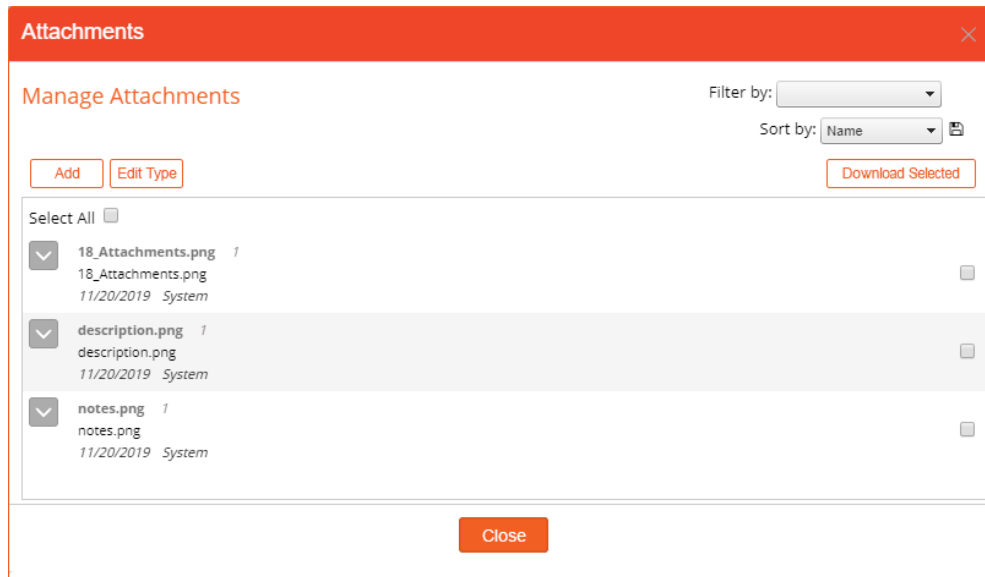 Attachments
Manage Attachments
Filter by:
Sort by: Name
Add Edit Type Download Selected
Select All
18_Attachments.png 1
18_Attachments.png
11/20/2019 System
description.png 1
description.png
11/20/2019 System
notes.png 1
notes.png
11/20/2019 System
Close